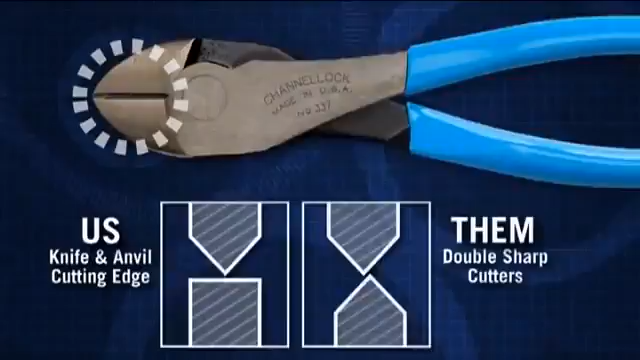 CHANNELLOCK
MADE IN U.S.A.
NO. 337
US
Knife & Anvil
Cutting Edge
THEM
Double Sharp
Cutters